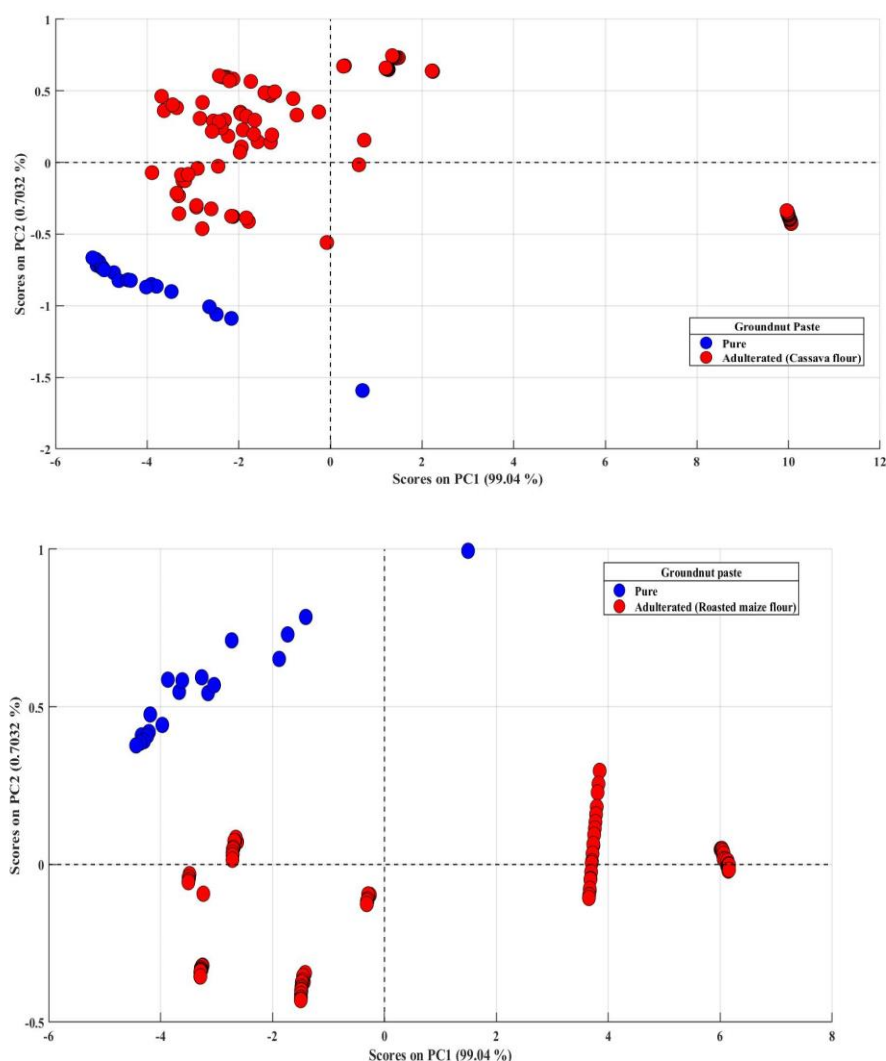 1
0.5
0
-0.5
-1
-1.5
-2
Scores on PC2 (0.7032 %)
Groundnut Paste
Pure
Adulterated (Cassava flour)
-6 -4 -2 0 2 4 6 8 10 12
Scores on PC1 (99.04 %)
1
0.5
0
-0.5
Scores on PC2 (0.7032 %)
Groundnut paste
Pure
Adulterated (Roasted maize flour)
-6 -4 -2 0 2 4 6 8
Scores on PC1 (99.04 %)